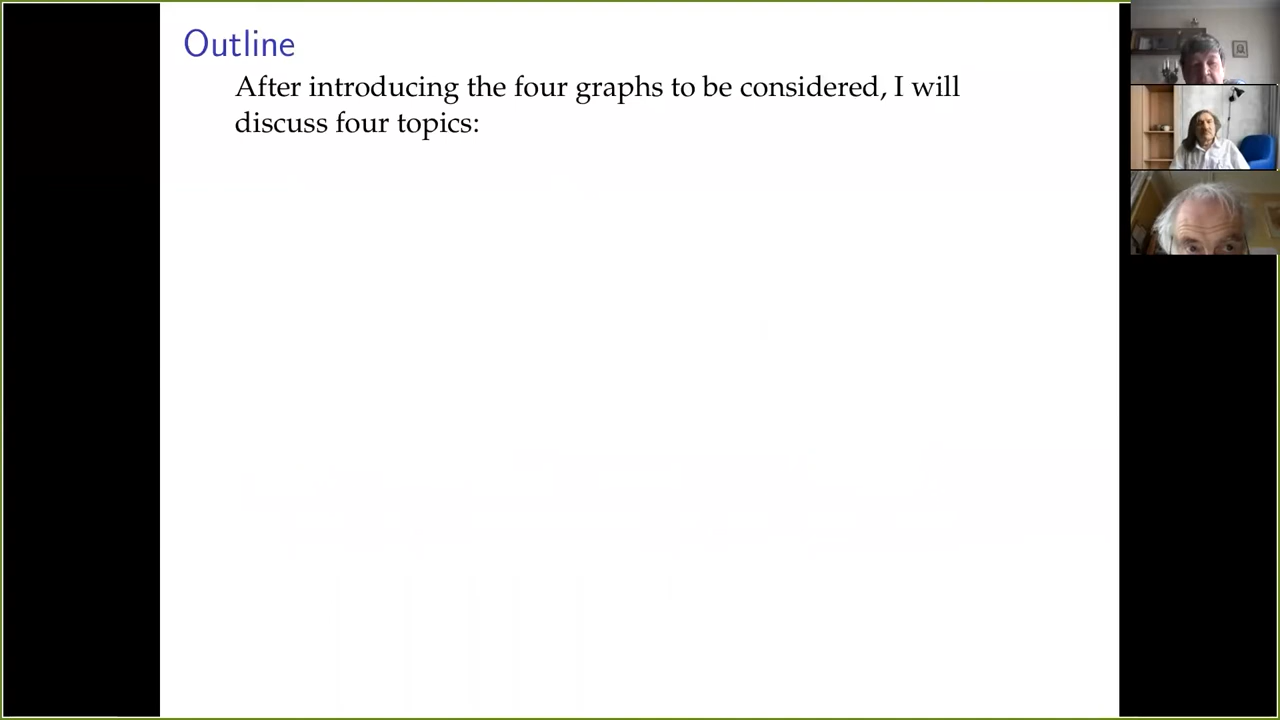 Outline
After introducing the four graphs to be considered, I will
discuss four topics: